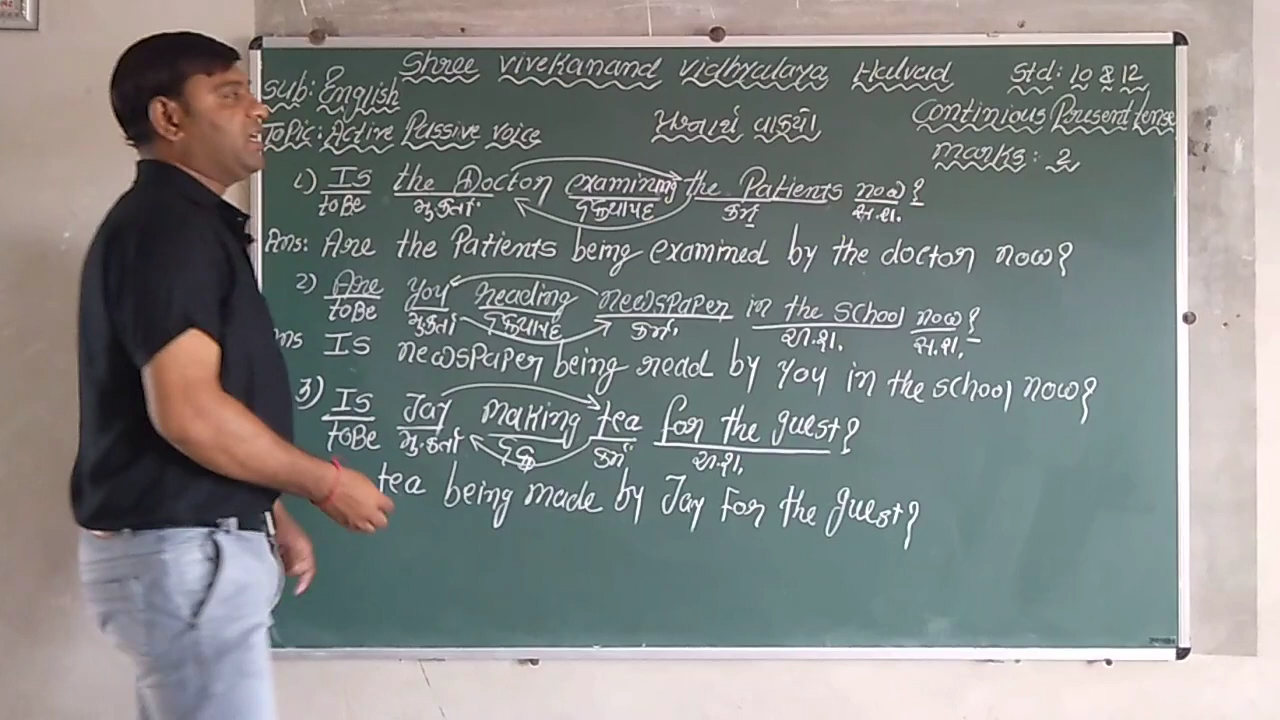 Shree Vivekanand Vidhyalaya Halvad Std: 10 & 12
Sub: English
Continious Present tense
Topic: Active Passive voice પ્રશ્નાર્થ વાક્યો
Marks: 2
1) Is the Doctor examining the Patients now?
toBe મુ.કર્તા ક્રિયાપદ કર્મ સ.શ.
Ans: Are the Patients being examined by the doctor now?
2) Are you reading newspaper in the school now?
toBe મુ.કર્તા ક્રિયાપદ કર્મ અ.શ. સ.શ.
Ans Is newspaper being read by you in the school now?
3) Is Jay making tea for the guest?
toBe મુ.કર્તા કર્મ અ.શ.
tea being made by Jay for the guest?